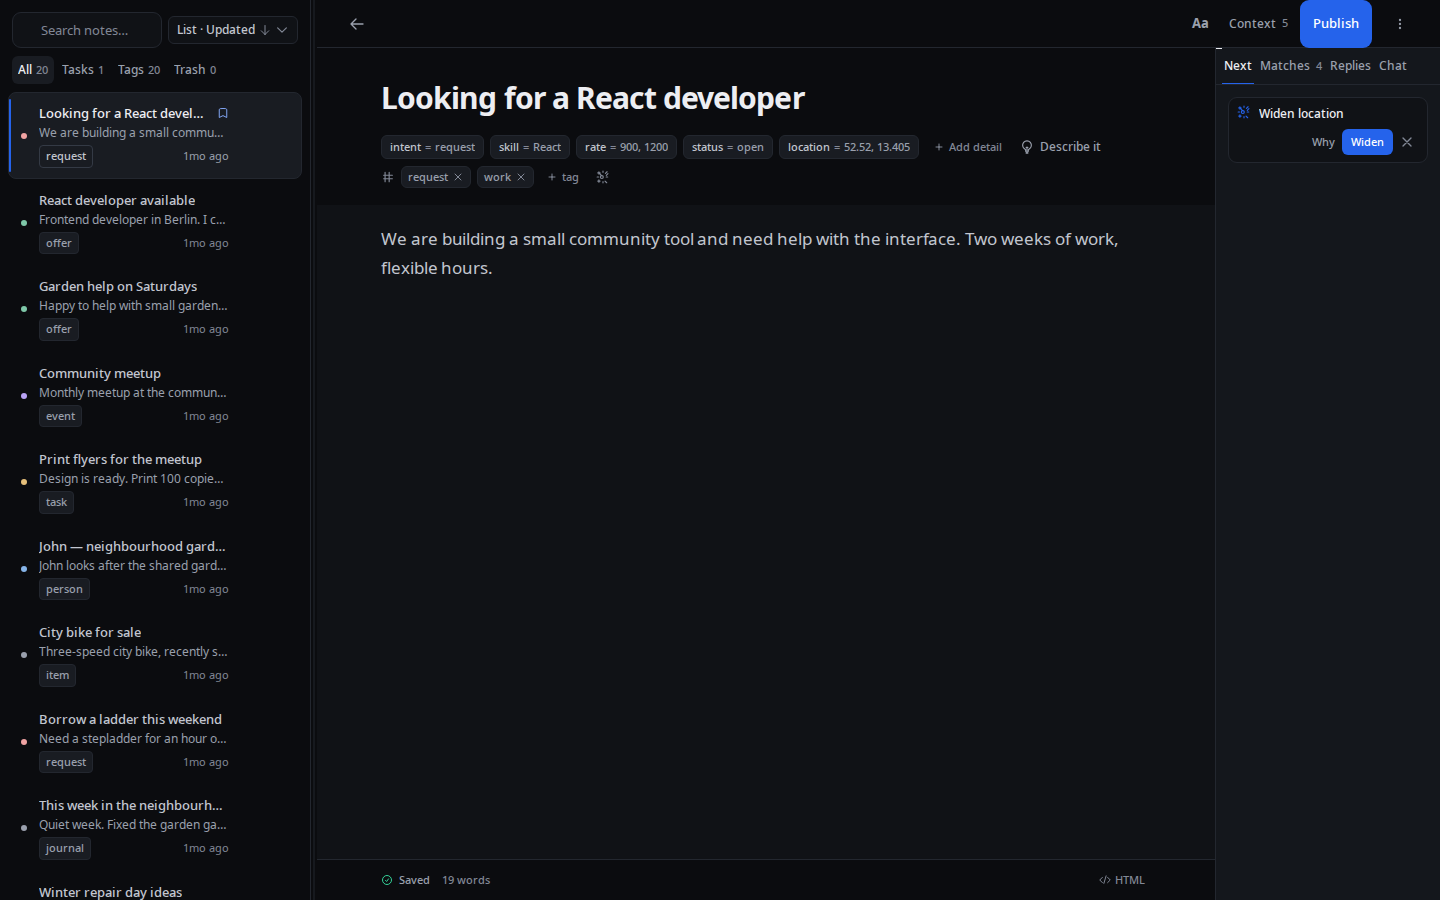 Search notes...
List · Updated
All 20
Tasks 1
Tags 20
Trash 0
Looking for a React devel...
We are building a small commu...
request
1mo ago
React developer available
Frontend developer in Berlin. I c...
offer
1mo ago
Garden help on Saturdays
Happy to help with small garden...
offer
1mo ago
Community meetup
Monthly meetup at the commun...
event
1mo ago
Print flyers for the meetup
Design is ready. Print 100 copie...
task
1mo ago
John — neighbourhood gard...
John looks after the shared gard...
person
1mo ago
City bike for sale
Three-speed city bike, recently s...
item
1mo ago
Borrow a ladder this weekend
Need a stepladder for an hour o...
request
1mo ago
This week in the neighbourh...
Quiet week. Fixed the garden ga...
journal
1mo ago
Winter repair day ideas
Aa
Context 5
Publish
Looking for a React developer
intent = request
skill = React
rate = 900, 1200
status = open
location = 52.52, 13.405
+ Add detail
Describe it
# request ×
work ×
+ tag
We are building a small community tool and need help with the interface. Two weeks of work,
flexible hours.
Saved
19 words
</> HTML
Next
Matches 4
Replies
Chat
Widen location
Why
Widen